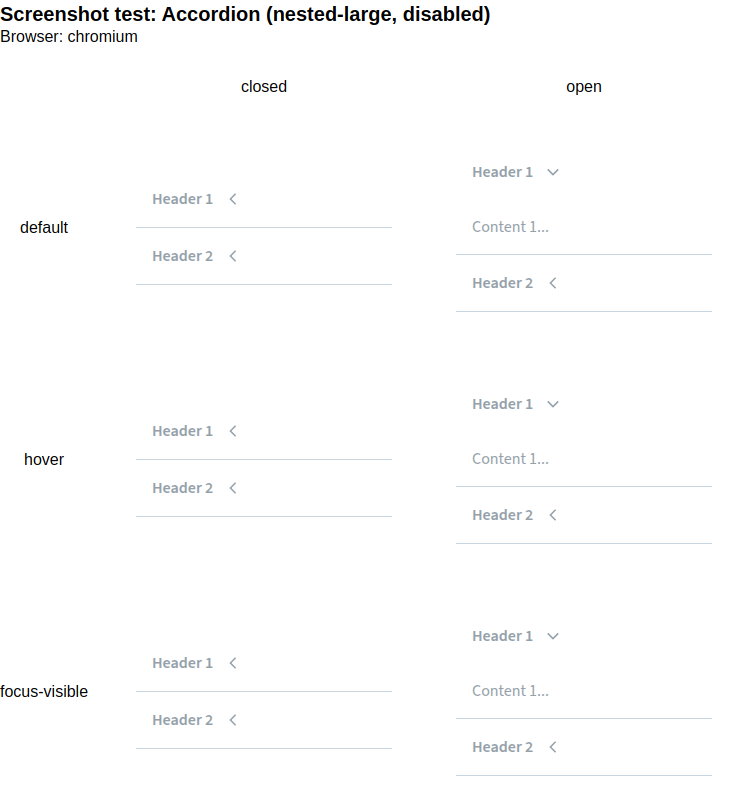 Screenshot test: Accordion (nested-large, disabled)
Browser: chromium
closed open
default
Header 1
Header 2
Header 1
Content 1...
Header 2
hover
Header 1
Header 2
Header 1
Content 1...
Header 2
focus-visible
Header 1
Header 2
Header 1
Content 1...
Header 2